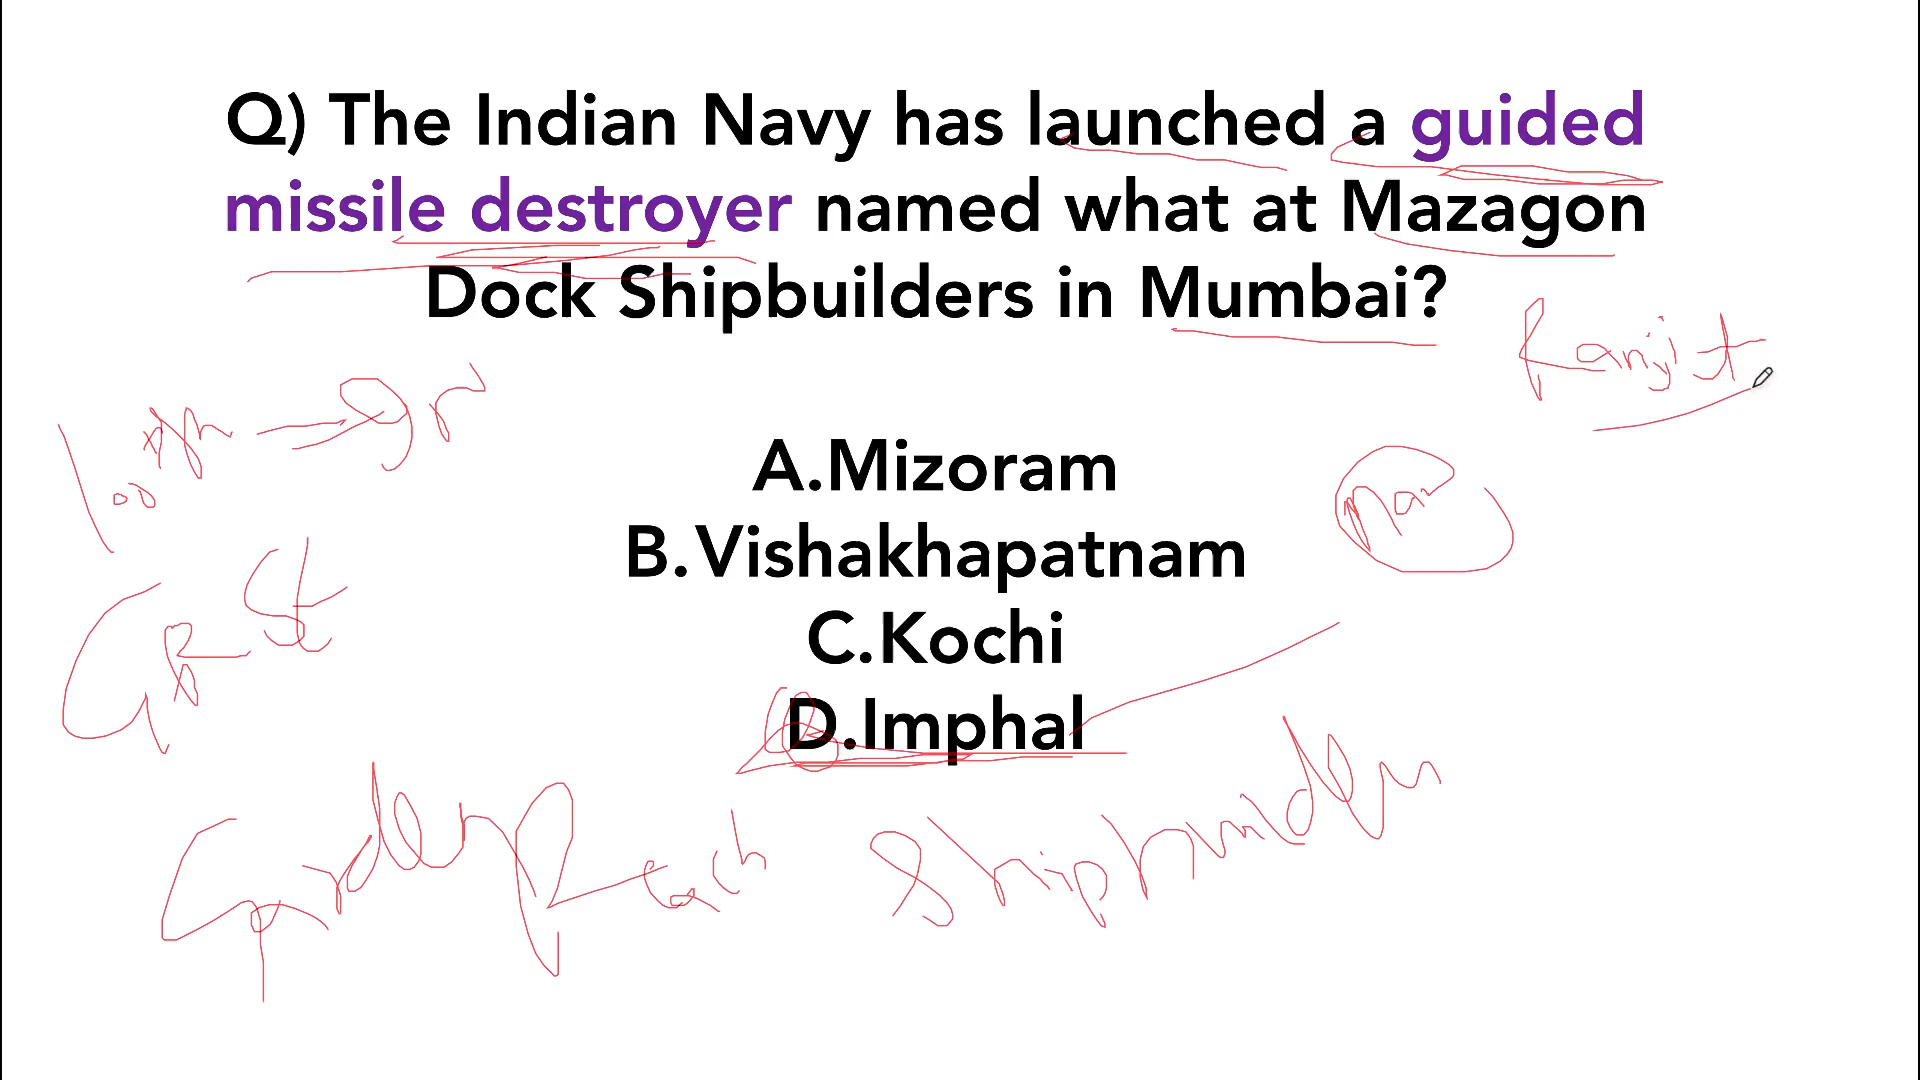 Q) The Indian Navy has launched a guided
missile destroyer named what at Mazagon
Dock Shipbuilders in Mumbai?
Ranjit
A.Mizoram
B.Vishakhapatnam
C.Kochi
D.Imphal
Reach Shipbuilders